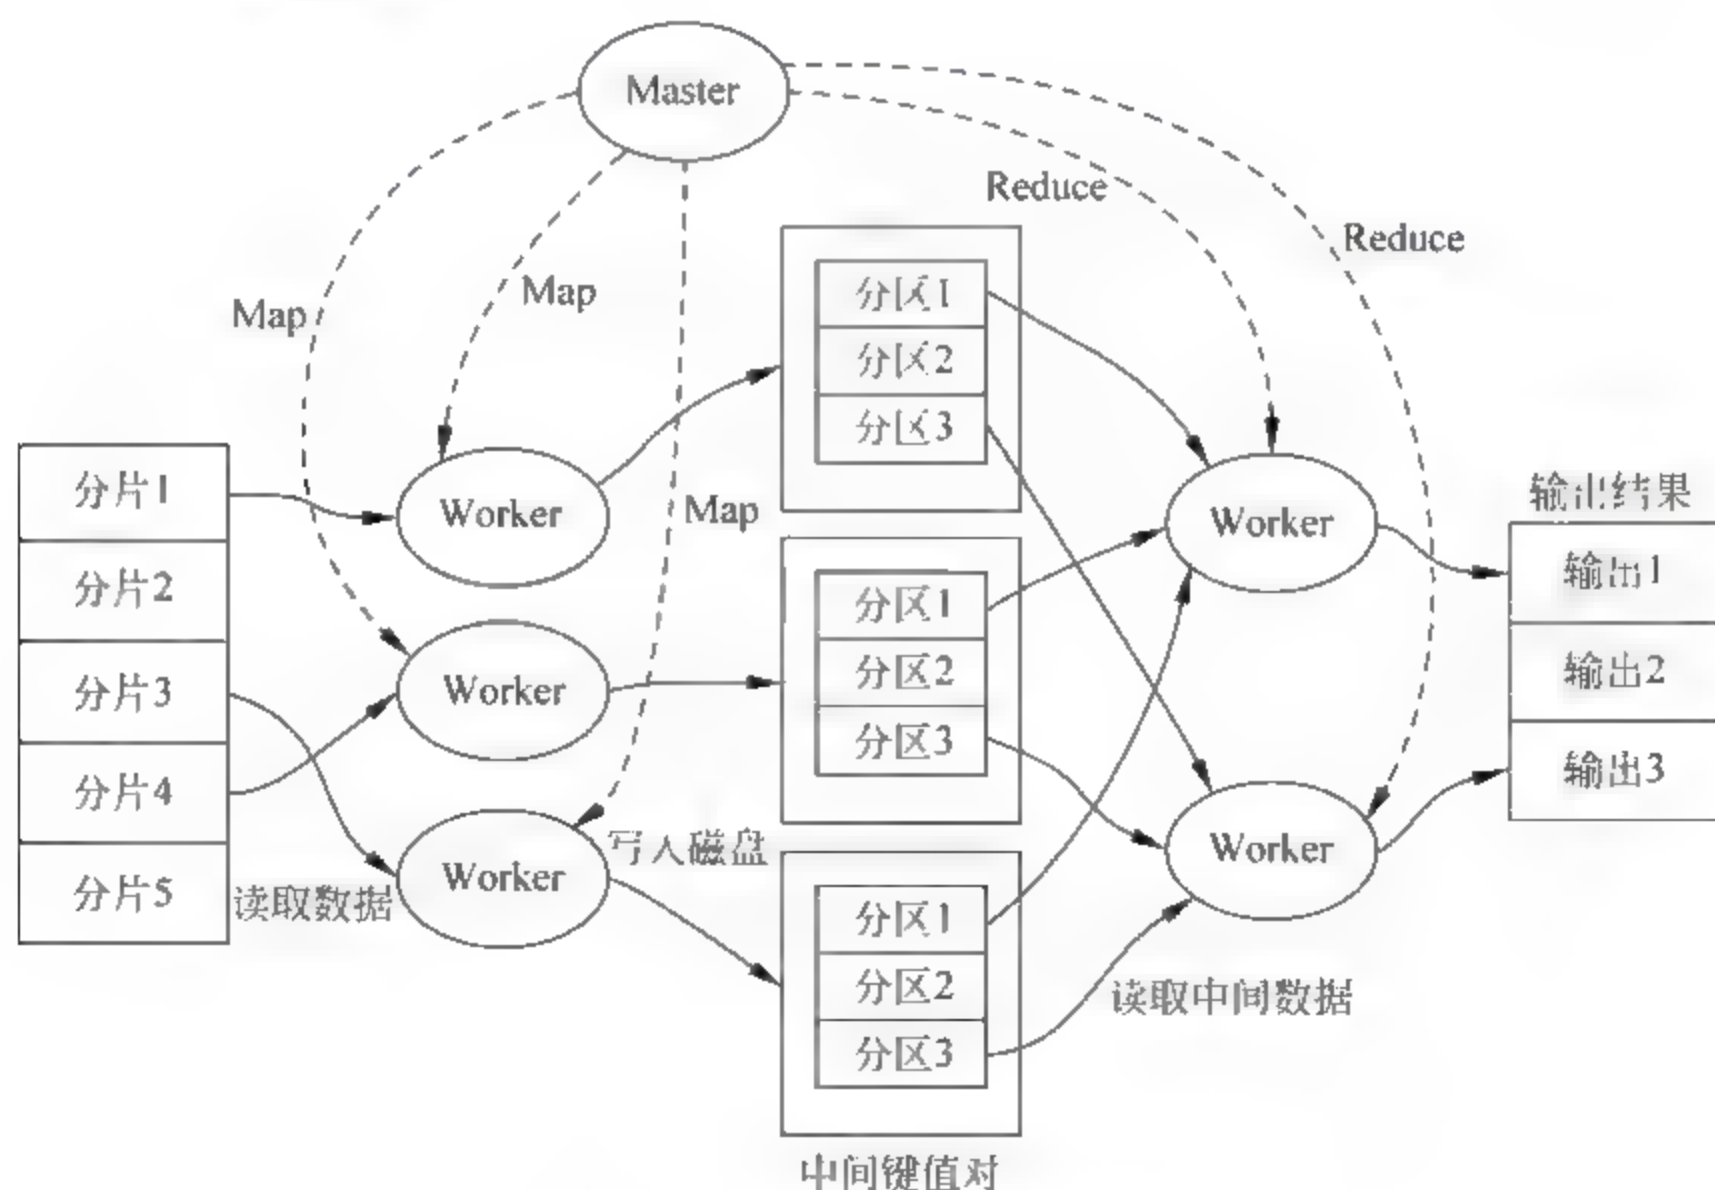 Master
Reduce
Reduce
Map
Map
Map
分片1
分片2
分片3
分片4
分片5
读取数据
Worker
Worker
Worker
写入磁盘
分区1
分区2
分区3
分区1
分区2
分区3
分区1
分区2
分区3
中间键值对
Worker
Worker
读取中间数据
输出结果
输出1
输出2
输出3